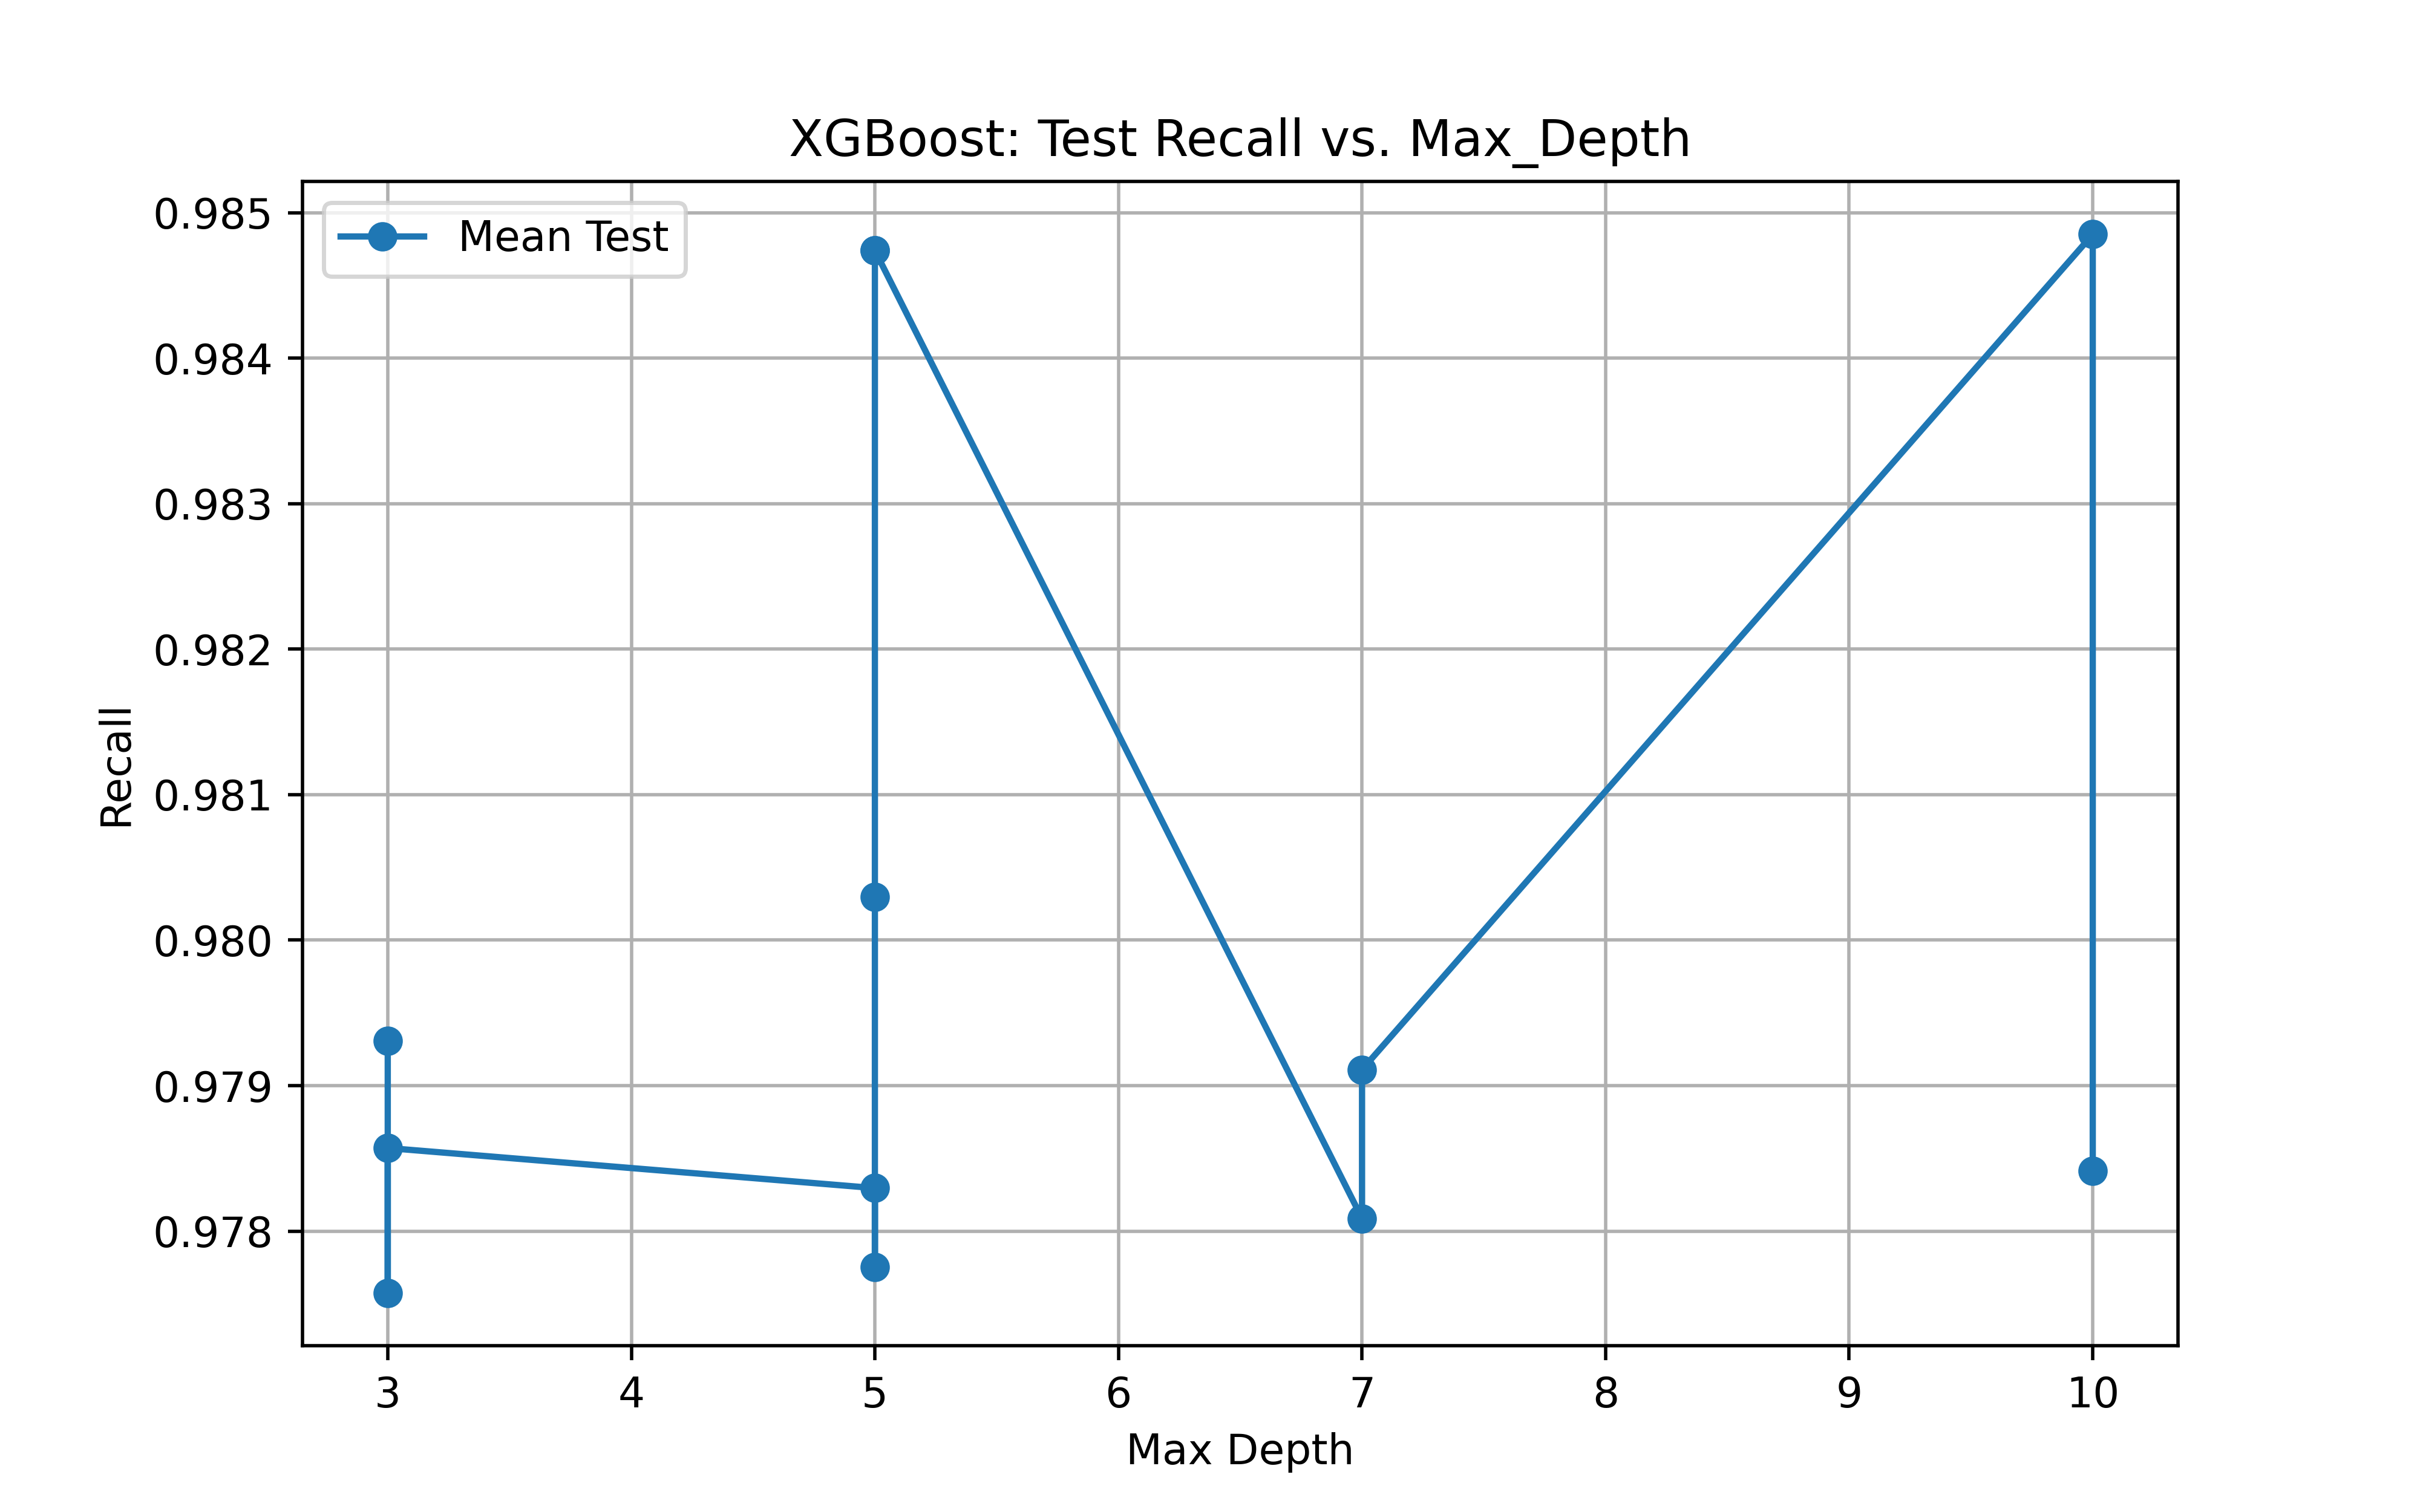 XGBoost: Test Recall vs. Max_Depth
Mean Test
Recall
0.985
0.984
0.983
0.982
0.981
0.980
0.979
0.978
3 4 5 6 7 8 9 10
Max Depth